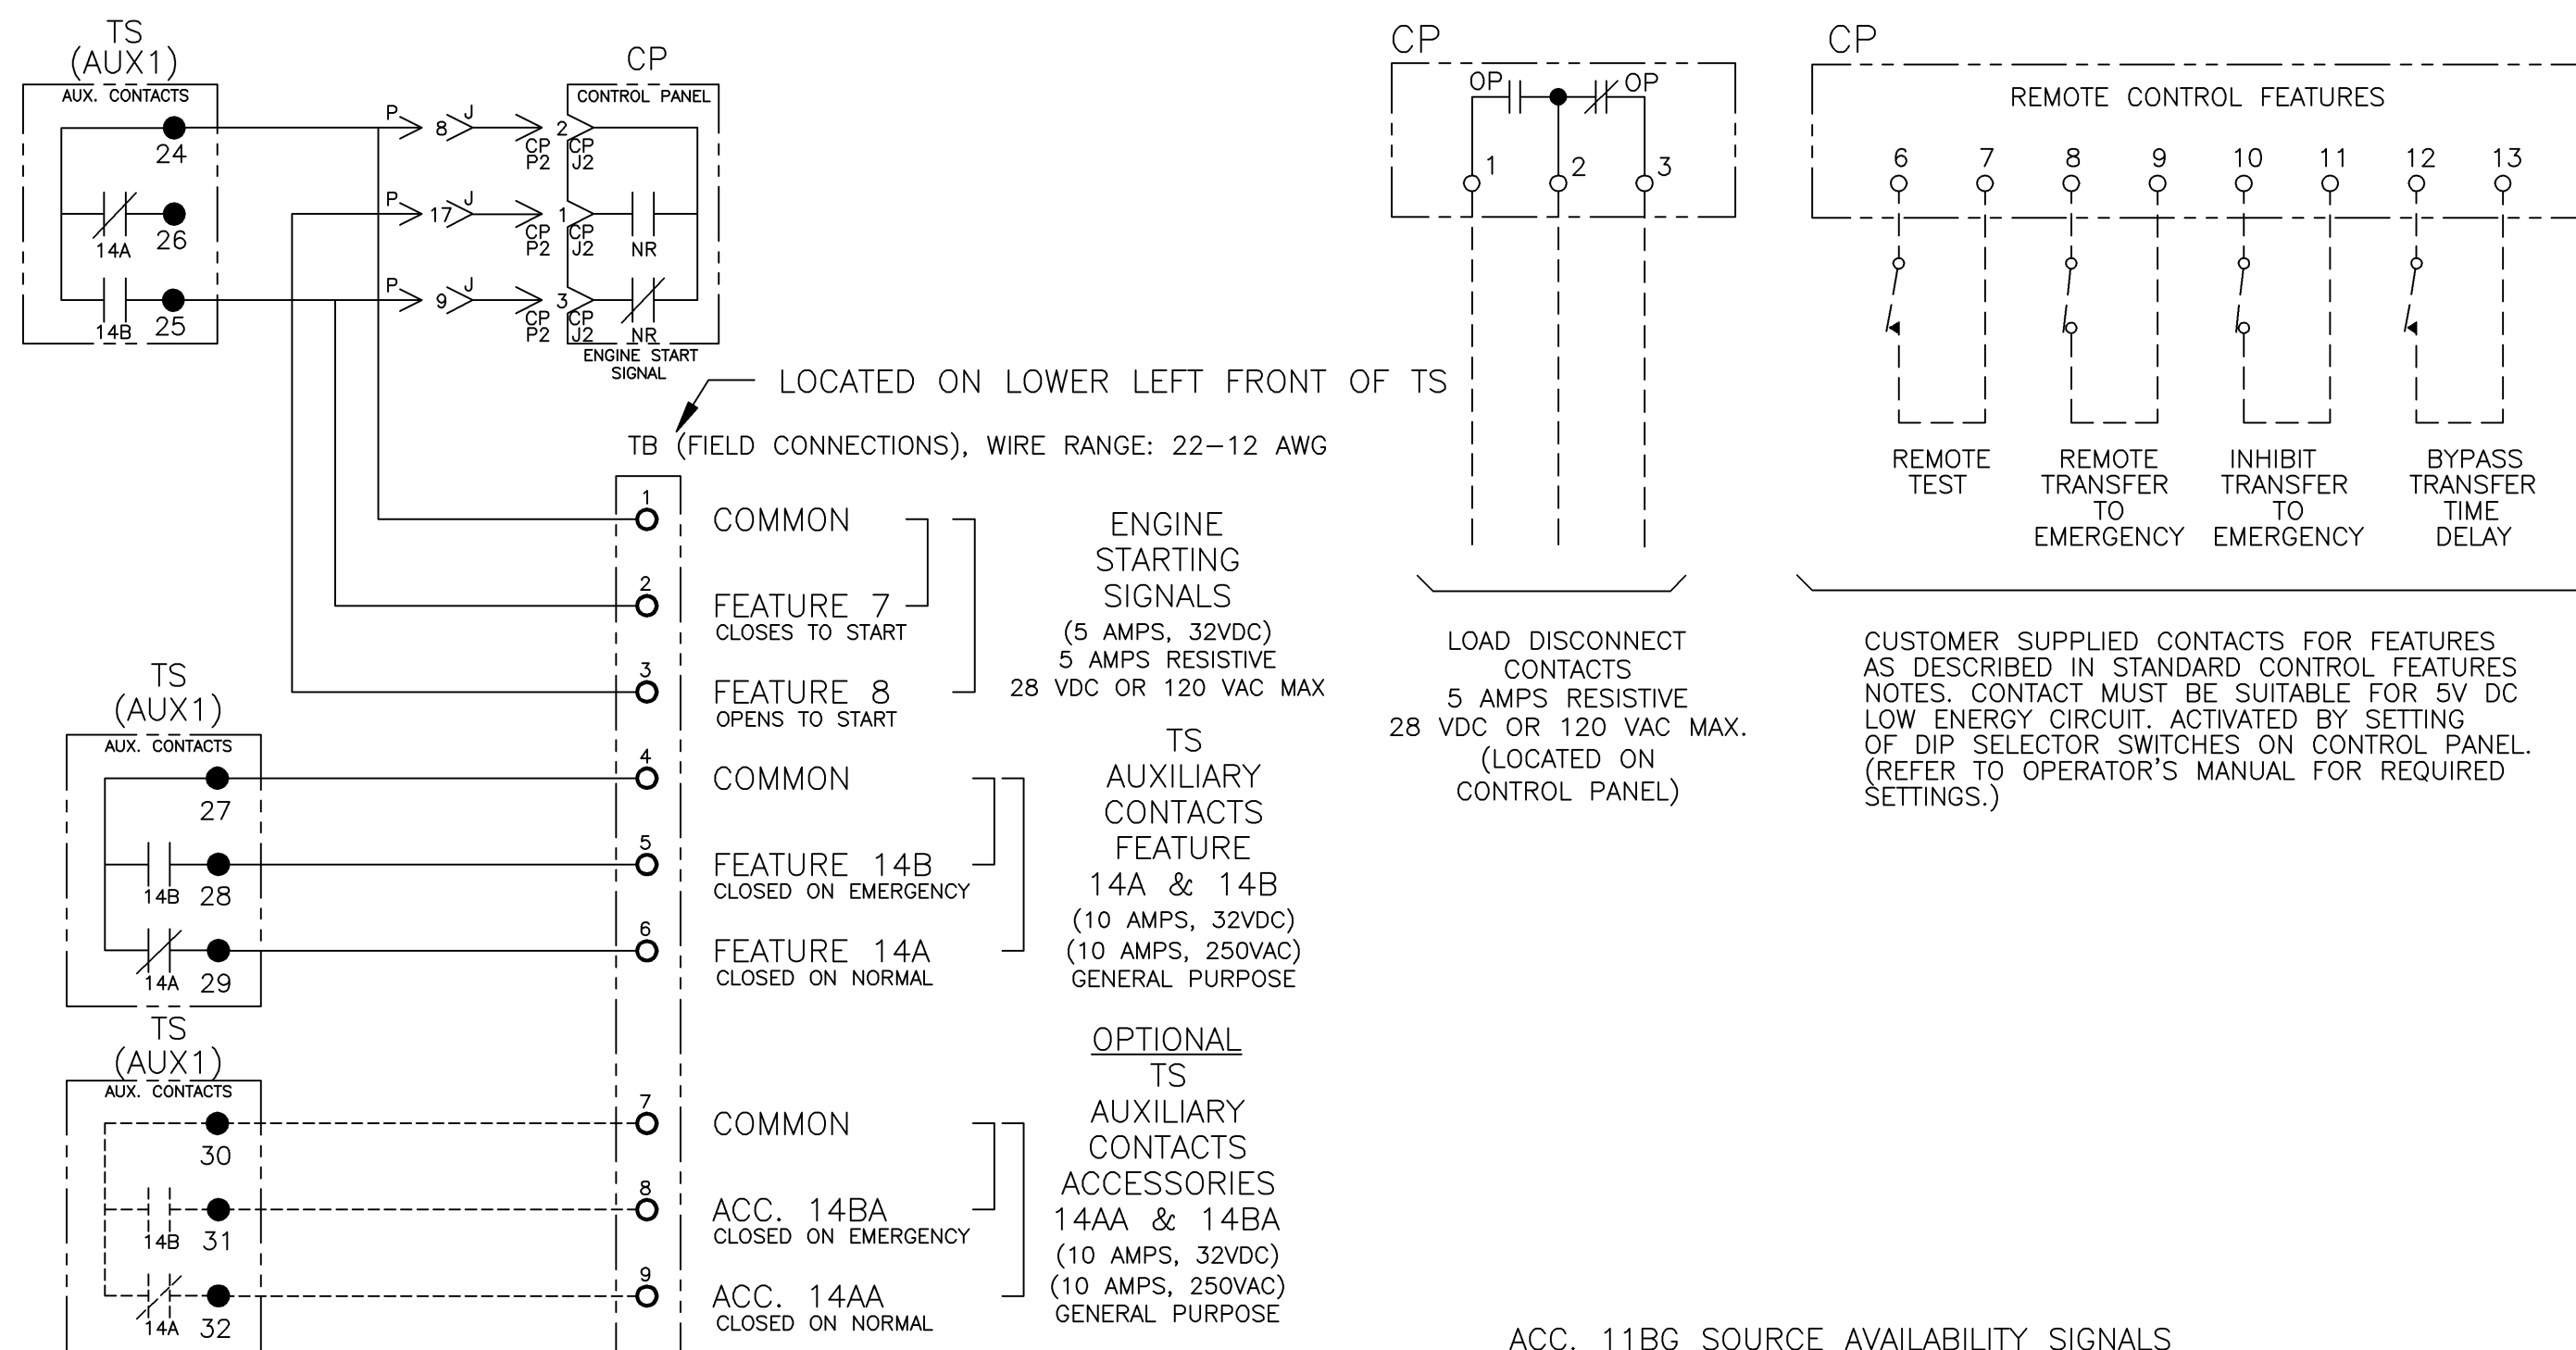 TS
(AUX1)
AUX. CONTACTS
24
26
14A
14B 25
CP
CONTROL PANEL
P 8 J 2
CP CP
P2 J2
P 17 J 1
CP CP
P2 J2
NR
P 9 J 3
CP CP
P2 J2
NR
ENGINE START
SIGNAL
LOCATED ON LOWER LEFT FRONT OF TS
TB (FIELD CONNECTIONS), WIRE RANGE: 22-12 AWG
1
COMMON
2
FEATURE 7
CLOSES TO START
3
FEATURE 8
OPENS TO START
ENGINE
STARTING
SIGNALS
(5 AMPS, 32VDC)
5 AMPS RESISTIVE
28 VDC OR 120 VAC MAX
TS
(AUX1)
AUX. CONTACTS
27
14B 28
14A 29
4
COMMON
5
FEATURE 14B
CLOSED ON EMERGENCY
6
FEATURE 14A
CLOSED ON NORMAL
TS
AUXILIARY
CONTACTS
FEATURE
14A & 14B
(10 AMPS, 32VDC)
(10 AMPS, 250VAC)
GENERAL PURPOSE
TS
(AUX1)
AUX. CONTACTS
30
14B 31
14A 32
7
COMMON
8
ACC. 14BA
CLOSED ON EMERGENCY
9
ACC. 14AA
CLOSED ON NORMAL
OPTIONAL
TS
AUXILIARY
CONTACTS
ACCESSORIES
14AA & 14BA
(10 AMPS, 32VDC)
(10 AMPS, 250VAC)
GENERAL PURPOSE
CP
OP OP
1 2 3
LOAD DISCONNECT
CONTACTS
5 AMPS RESISTIVE
28 VDC OR 120 VAC MAX.
(LOCATED ON
CONTROL PANEL)
CP
REMOTE CONTROL FEATURES
6 7 8 9 10 11 12 13
REMOTE
TEST
REMOTE
TRANSFER
TO
EMERGENCY
INHIBIT
TRANSFER
TO
EMERGENCY
BYPASS
TRANSFER
TIME
DELAY
CUSTOMER SUPPLIED CONTACTS FOR FEATURES
AS DESCRIBED IN STANDARD CONTROL FEATURES
NOTES. CONTACT MUST BE SUITABLE FOR 5V DC
LOW ENERGY CIRCUIT. ACTIVATED BY SETTING
OF DIP SELECTOR SWITCHES ON CONTROL PANEL.
(REFER TO OPERATOR'S MANUAL FOR REQUIRED
SETTINGS.)
ACC. 11BG SOURCE AVAILABILITY SIGNALS